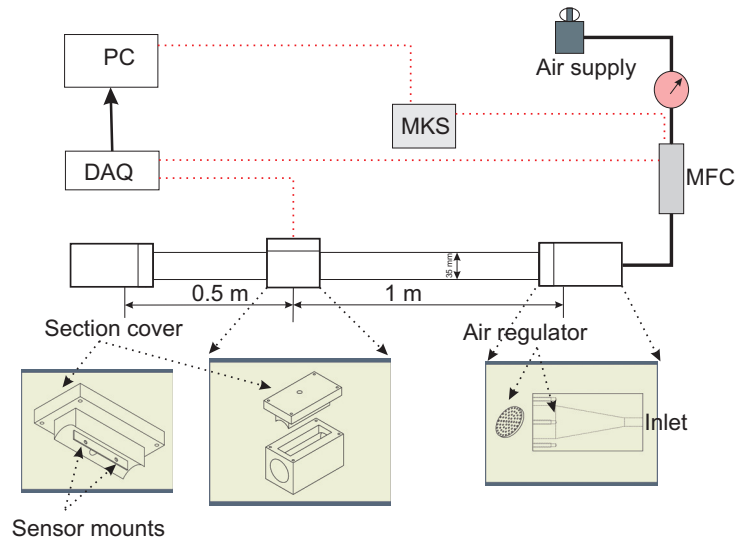 PC
Air supply
MKS
DAQ
MFC
35 mm
0.5 m
1 m
Section cover
Air regulator
Inlet
Sensor mounts